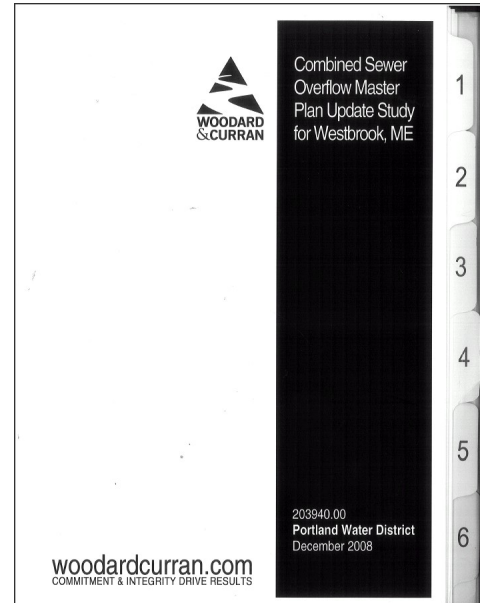 WOODARD
&CURRAN
Combined Sewer
Overflow Master
Plan Update Study
for Westbrook, ME
1
2
3
4
5
6
203940.00
Portland Water District
December 2008
woodardcurran.com
COMMITMENT & INTEGRITY DRIVE RESULTS